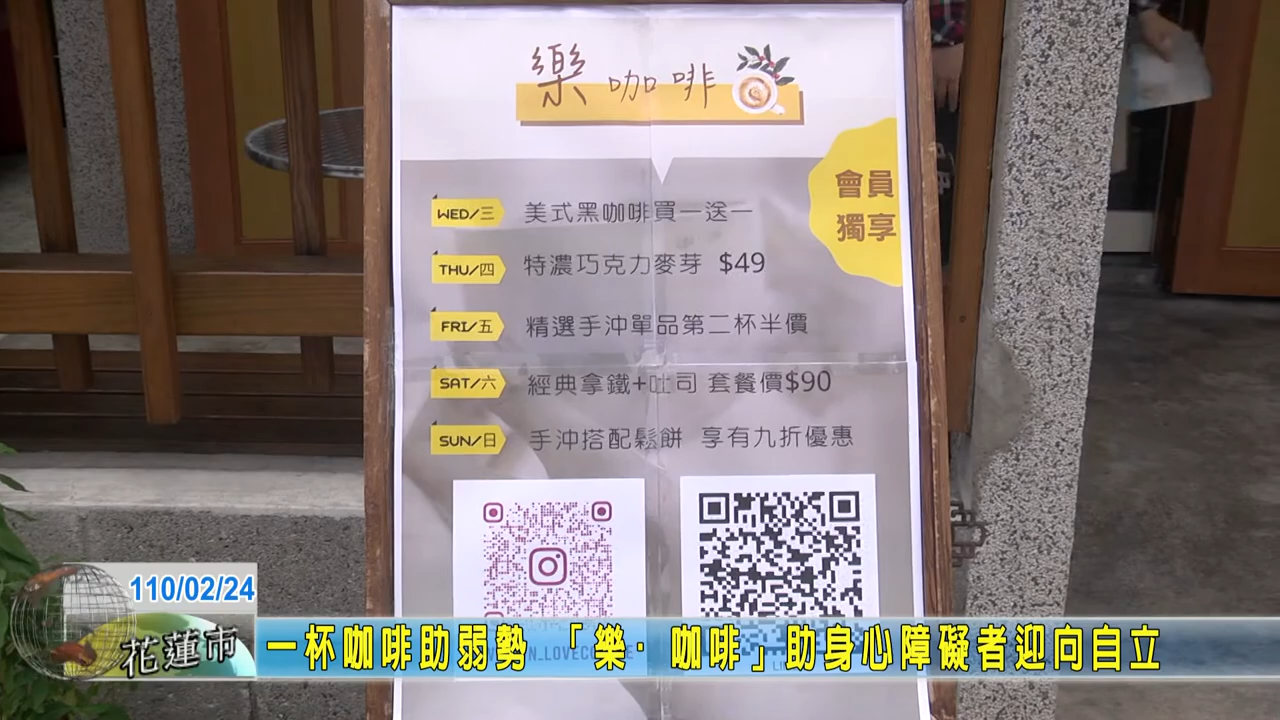 樂咖啡
會員
獨享
WED/三 美式黑咖啡買一送一
THU/四 特濃巧克力麥芽 $49
FRI/五 精選手沖單品第二杯半價
SAT/六 經典拿鐵+吐司 套餐價$90
SUN/日 手沖搭配鬆餅 享有九折優惠
110/02/24
花蓮市
一杯咖啡助弱勢 「樂·咖啡」助身心障礙者迎向自立